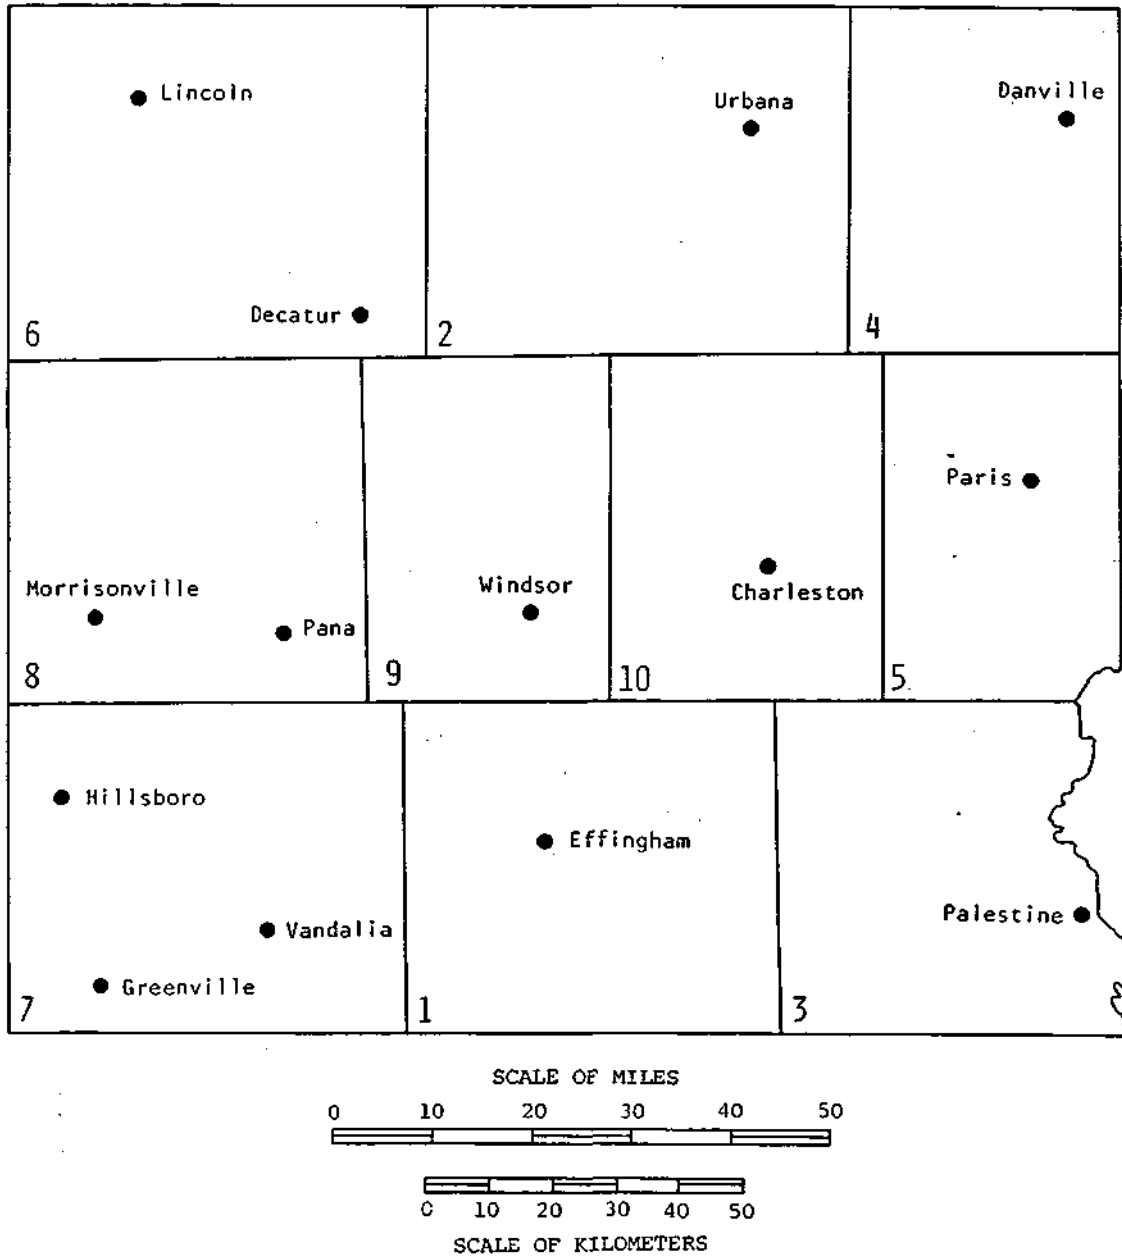 Lincoln
Urbana
Danville
Decatur
6
2
4
Paris
Morrisonville
Windsor
Charleston
Pana
8
9
10
5
Hillsboro
Effingham
Vandalia
Palestine
Greenville
7
1
3
SCALE OF MILES
0 10 20 30 40 50
0 10 20 30 40 50
SCALE OF KILOMETERS